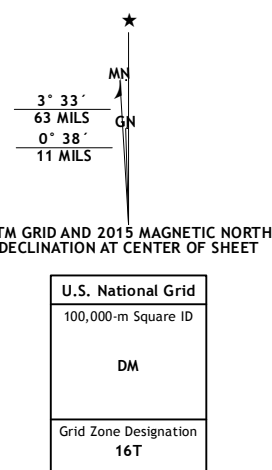 ★
MN
3° 33´
63 MILS
GN
0° 38´
11 MILS
TM GRID AND 2015 MAGNETIC NORTH
DECLINATION AT CENTER OF SHEET
U.S. National Grid
100,000-m Square ID
DM
Grid Zone Designation
16T